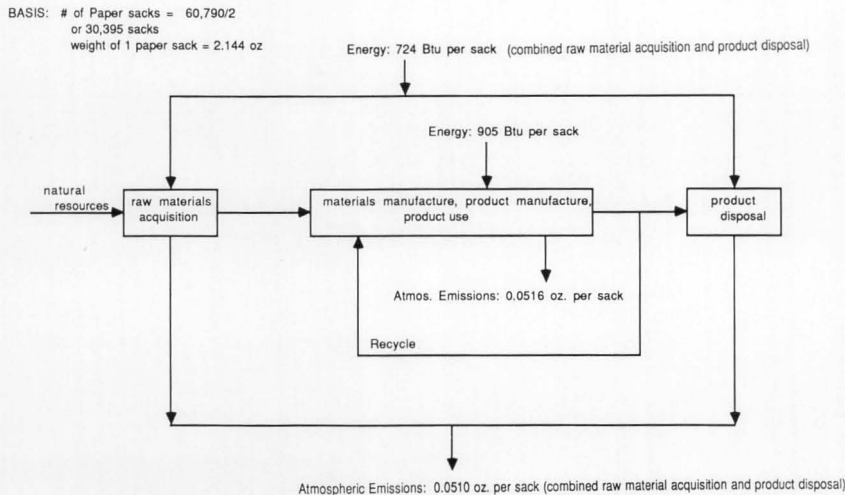 BASIS: # of Paper sacks = 60,790/2
or 30,395 sacks
weight of 1 paper sack = 2.144 oz
Energy: 724 Btu per sack (combined raw material acquisition and product disposal)
Energy: 905 Btu per sack
natural
resources
raw materials
acquisition
materials manufacture, product manufacture,
product use
product
disposal
Atmos. Emissions: 0.0516 oz. per sack
Recycle
Atmospheric Emissions: 0.0510 oz. per sack (combined raw material acquisition and product disposal)